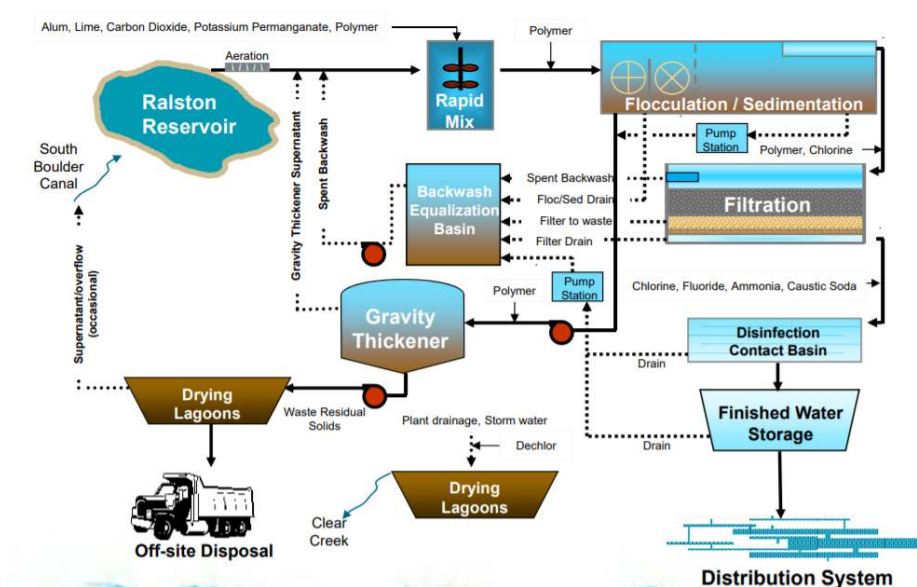 Alum, Lime, Carbon Dioxide, Potassium Permanganate, Polymer
Aeration
Polymer
Ralston
Reservoir
Rapid
Mix
Flocculation / Sedimentation
South
Boulder
Canal
Gravity Thickener Supernatant
Spent Backwash
Pump
Station
Polymer, Chlorine
Backwash
Equalization
Basin
Spent Backwash
Floc/Sed Drain
Filter to waste
Filter Drain
Filtration
Supernatant/overflow
(occasional)
Pump
Station
Chlorine, Fluoride, Ammonia, Caustic Soda
Polymer
Gravity
Thickener
Disinfection
Contact Basin
Drain
Drying
Lagoons
Waste Residual
Solids
Plant drainage, Storm water
Dechlor
Finished Water
Storage
Drain
Drying
Lagoons
Clear
Creek
Off-site Disposal
Distribution System